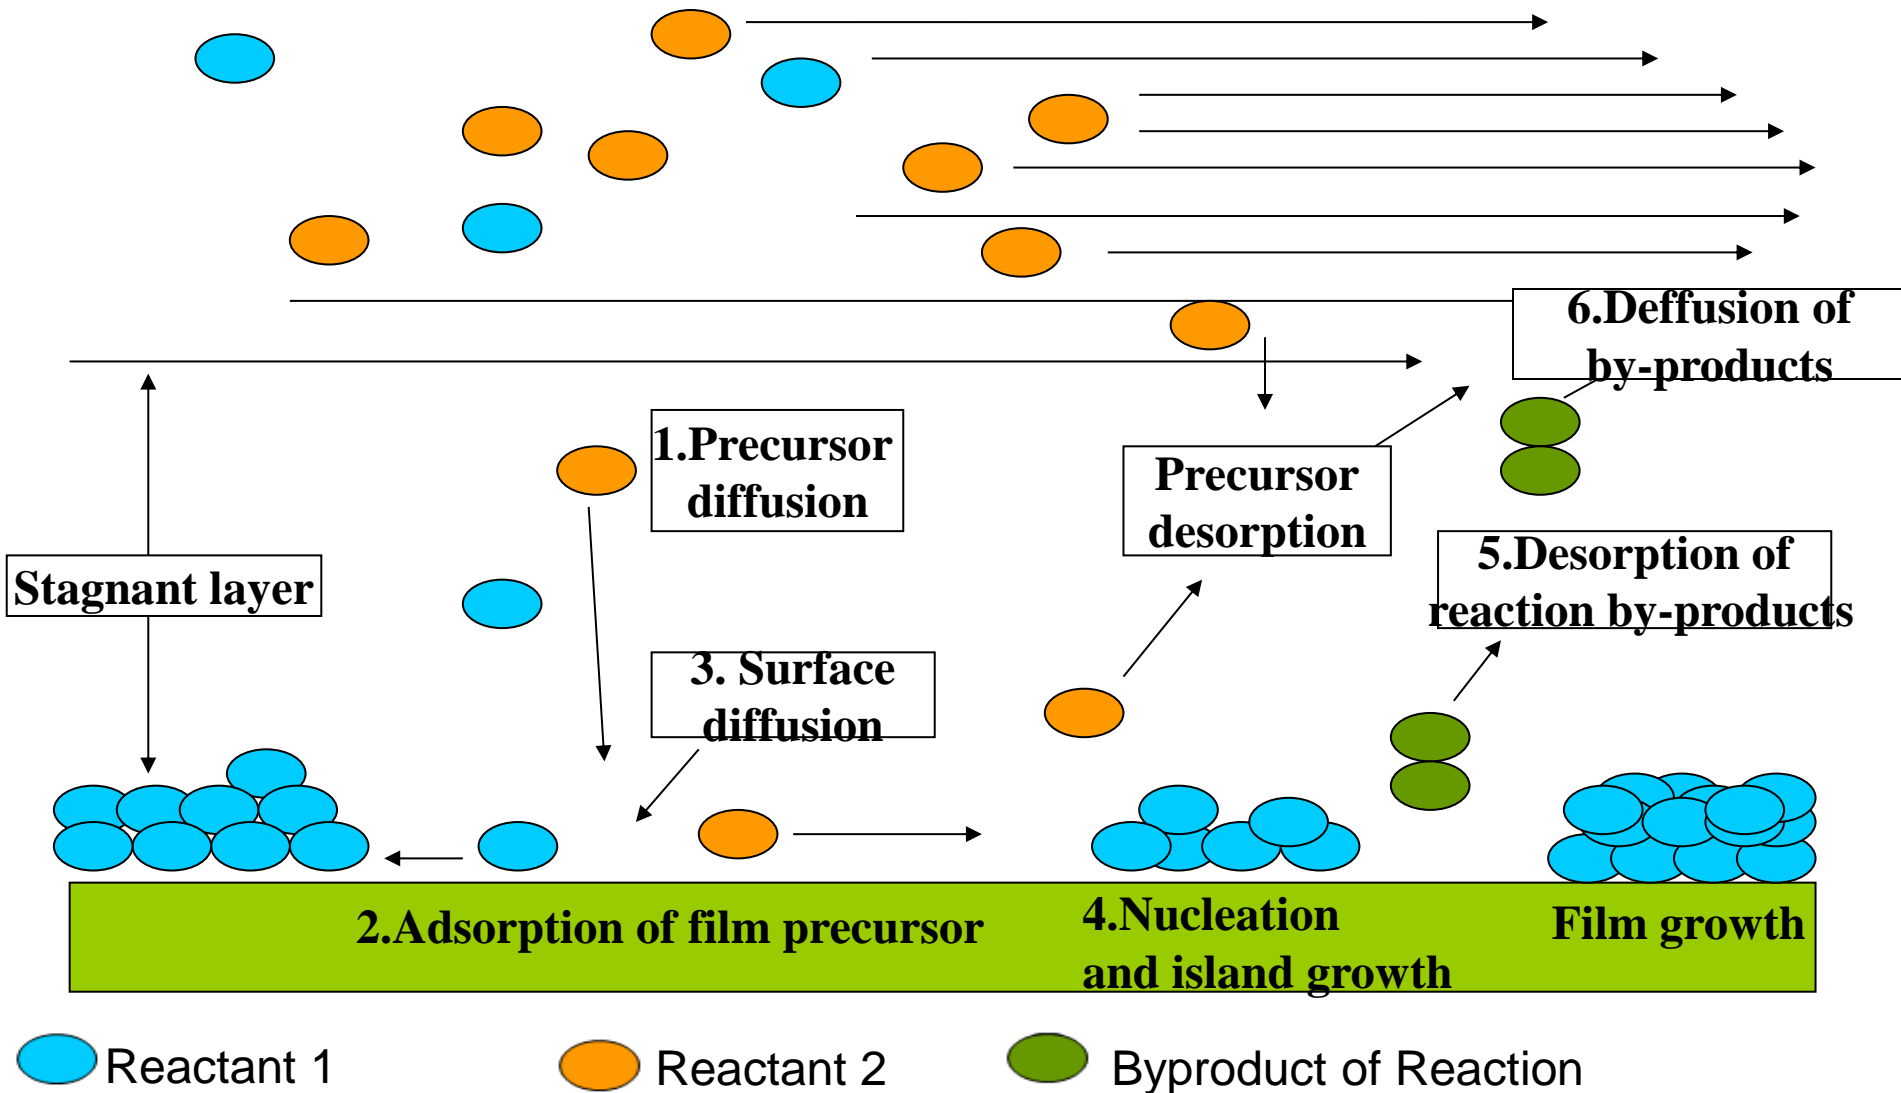 6.Deffusion of
by-products
1.Precursor
diffusion
Precursor
desorption
5.Desorption of
reaction by-products
Stagnant layer
3. Surface
diffusion
2.Adsorption of film precursor
4.Nucleation
and island growth
Film growth
Reactant 1
Reactant 2
Byproduct of Reaction